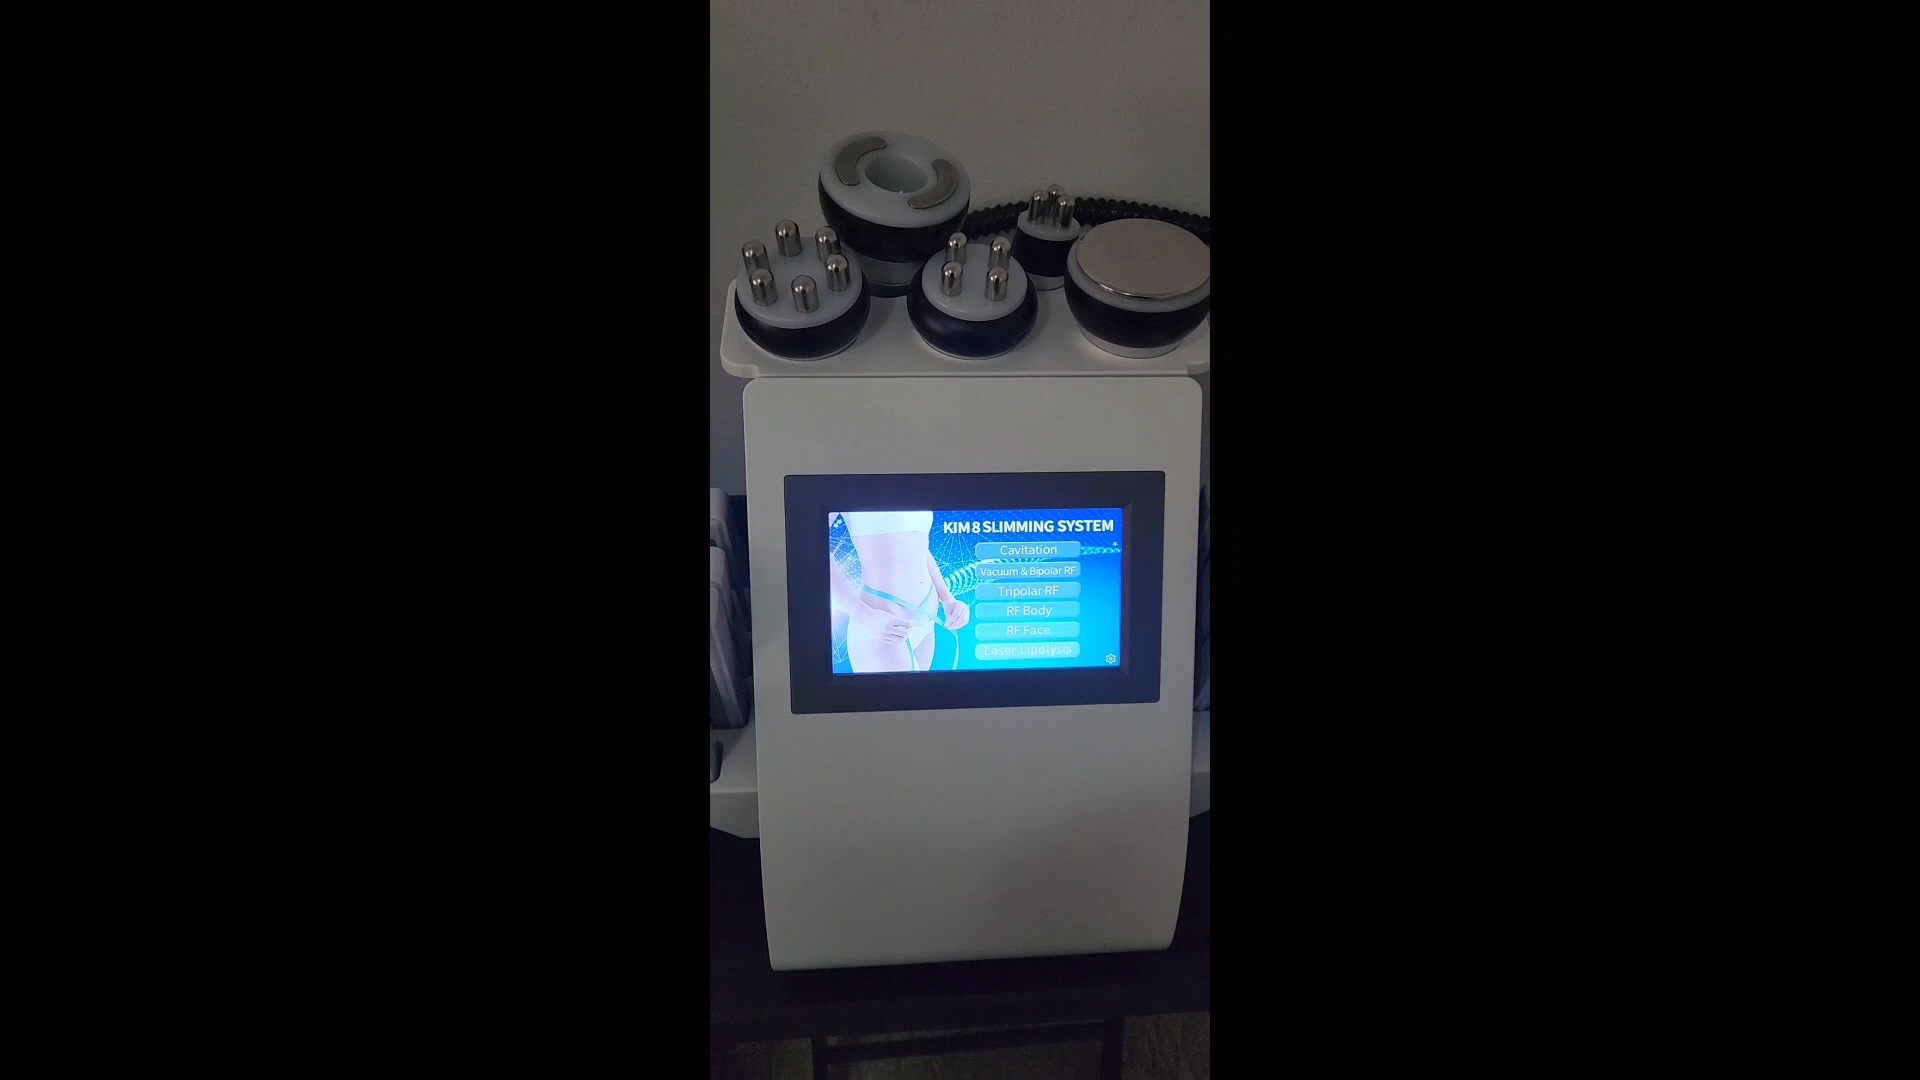 KIM 8 SLIMMING SYSTEM
Cavitation
Vacuum & Bipolar RF
Tripolar RF
RF Body
RF Face
Laser Lipolysis